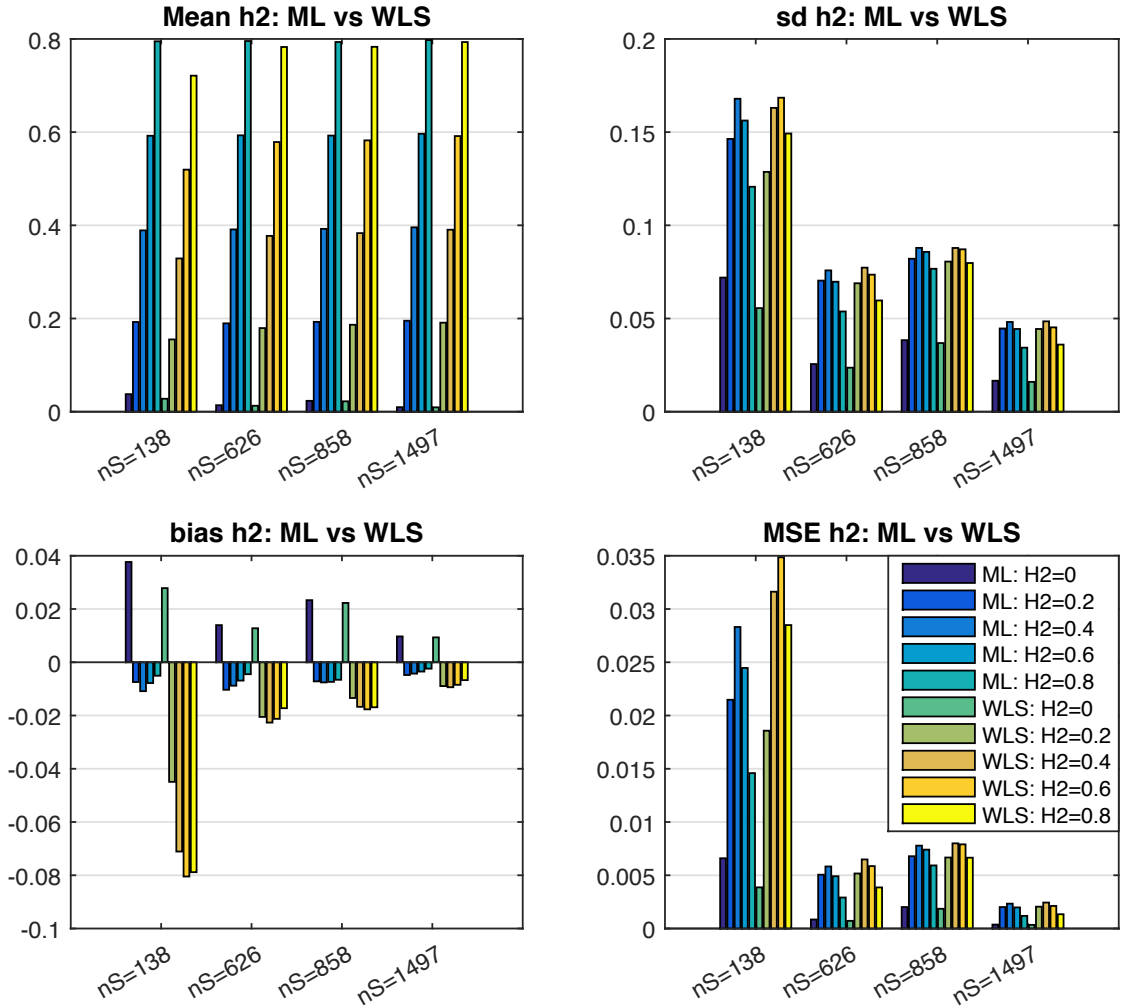 Mean h2: ML vs WLS
0.8
0.6
0.4
0.2
0
nS=138
nS=626
nS=858
nS=1497
sd h2: ML vs WLS
0.2
0.15
0.1
0.05
0
nS=138
nS=626
nS=858
nS=1497
bias h2: ML vs WLS
0.04
0.02
0
-0.02
-0.04
-0.06
-0.08
-0.1
nS=138
nS=626
nS=858
nS=1497
MSE h2: ML vs WLS
0.035
0.03
0.025
0.02
0.015
0.01
0.005
0
nS=138
nS=626
nS=858
nS=1497
ML: H2=0
ML: H2=0.2
ML: H2=0.4
ML: H2=0.6
ML: H2=0.8
WLS: H2=0
WLS: H2=0.2
WLS: H2=0.4
WLS: H2=0.6
WLS: H2=0.8